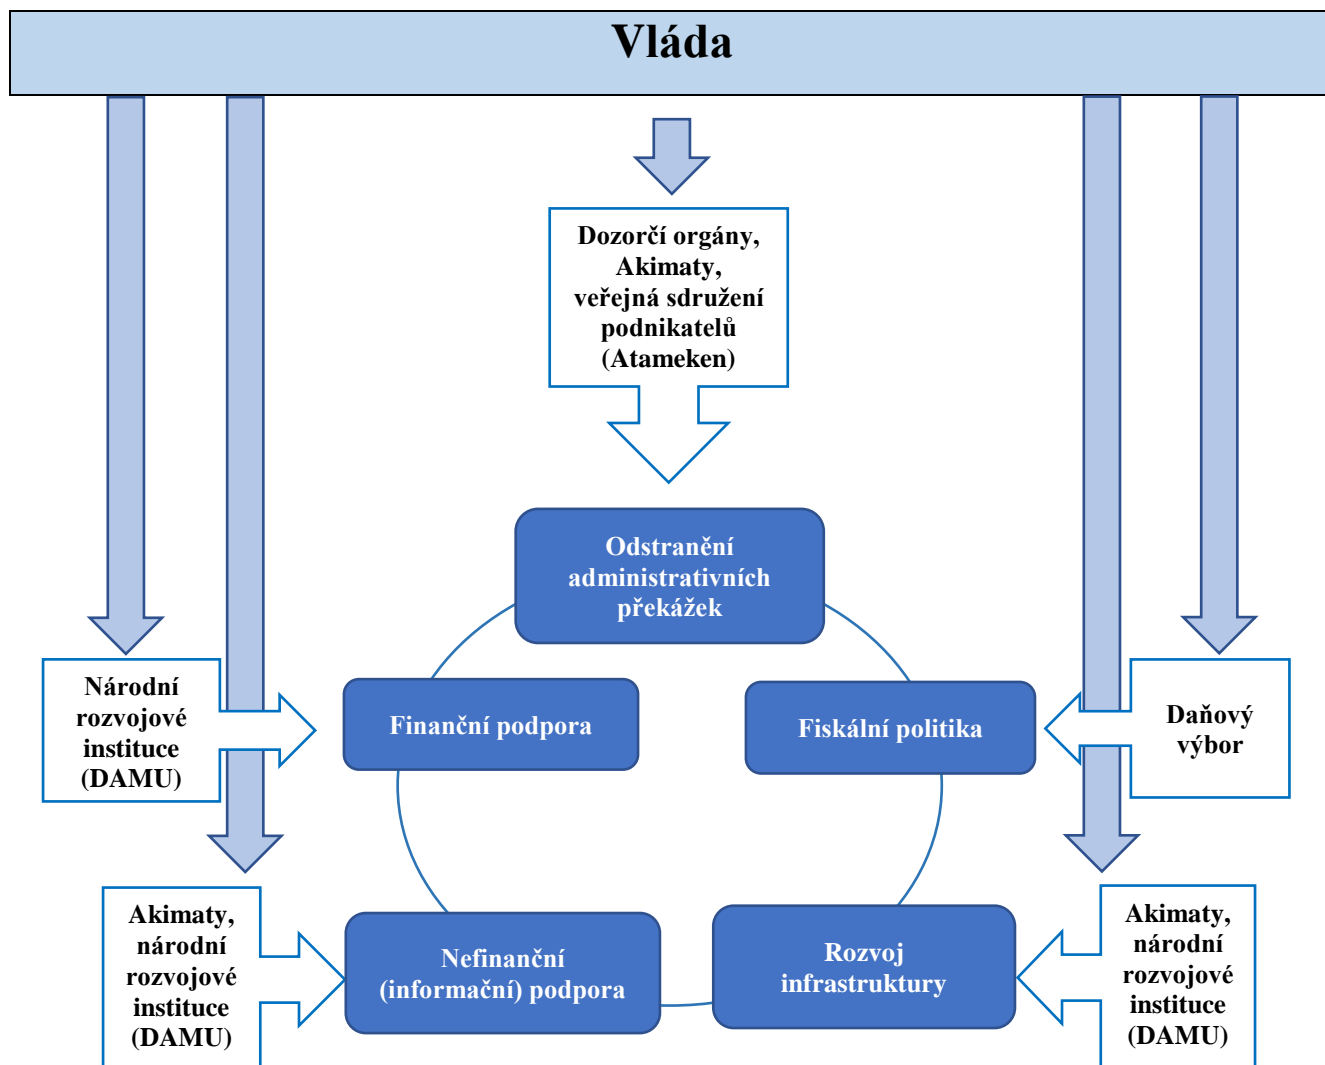 Vláda
Dozorčí orgány,
Akimaty,
veřejná sdružení
podnikatelů
(Atameken)
Odstranění
administrativních
překážek
Národní
rozvojové
instituce
(DAMU)
Finanční podpora
Fiskální politika
Daňový
výbor
Akimaty,
národní
rozvojové
instituce
(DAMU)
Nefinanční
(informační) podpora
Rozvoj
infrastruktury
Akimaty,
národní
rozvojové
instituce
(DAMU)